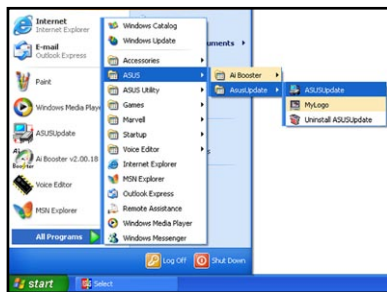 Internet
Internet Explorer
E-mail
Outlook Express
Paint
Windows Media Play
ASUSUpdate
Ai Booster v2.00.18
Voice Editor
MSN Explorer
All Programs
Windows Catalog
Windows Update
Accessories
ASUS
ASUS Utility
Games
Marvell
Startup
Voice Editor
Internet Explorer
MSN Explorer
Outlook Express
Remote Assistance
Windows Media Player
Windows Messenger
uments
s
Ai Booster
AsusUpdate
ASUSUpdate
MyLogo
Uninstall ASUSUpdate
Log Off
Shut Down
start
Select